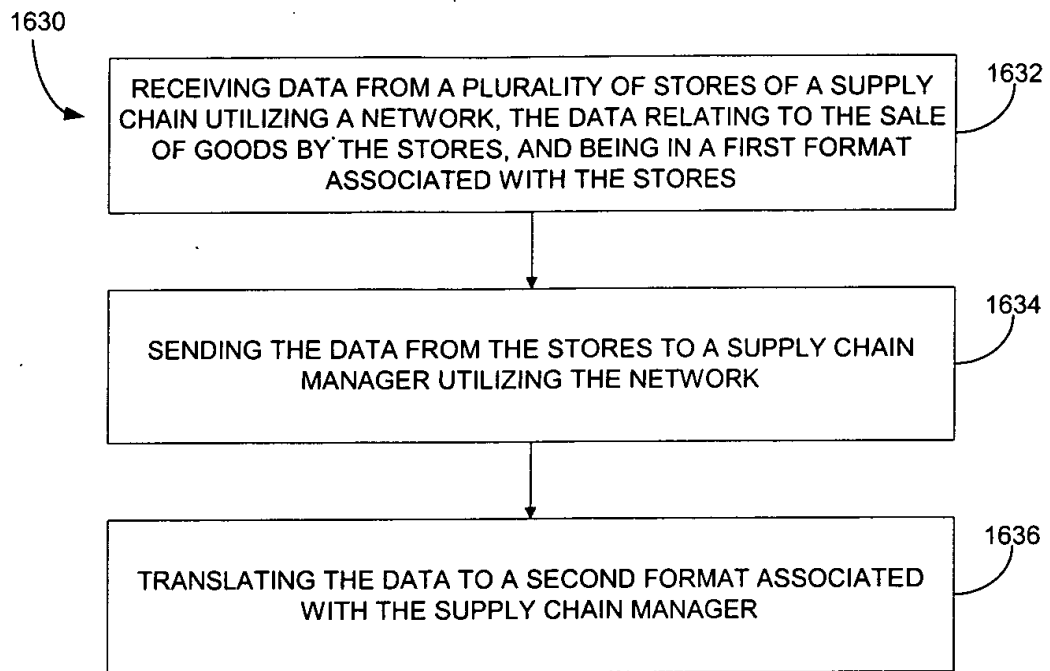 1630
RECEIVING DATA FROM A PLURALITY OF STORES OF A SUPPLY
CHAIN UTILIZING A NETWORK, THE DATA RELATING TO THE SALE
OF GOODS BY THE STORES, AND BEING IN A FIRST FORMAT
ASSOCIATED WITH THE STORES
1632
SENDING THE DATA FROM THE STORES TO A SUPPLY CHAIN
MANAGER UTILIZING THE NETWORK
1634
TRANSLATING THE DATA TO A SECOND FORMAT ASSOCIATED
WITH THE SUPPLY CHAIN MANAGER
1636